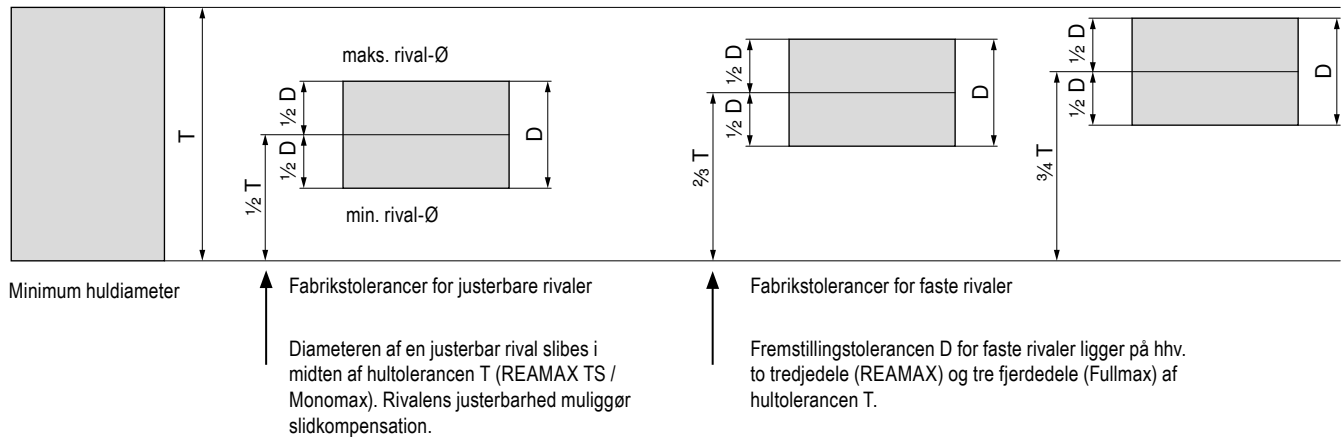 T
½ T
½ D
½ D
maks. rival-Ø
min. rival-Ø
D
⅔ T
½ D
½ D
D
¾ T
½ D
½ D
D
Minimum huldiameter
Fabrikstolerancer for justerbare rivaler
Diameteren af en justerbar rival slibes i
midten af hultolerancen T (REAMAX TS /
Monomax). Rivalens justerbarhed muliggør
slidkompensation.
Fabrikstolerancer for faste rivaler
Fremstillingstolerancen D for faste rivaler ligger på hhv.
to tredjedele (REAMAX) og tre fjerdedele (Fullmax) af
hultolerancen T.